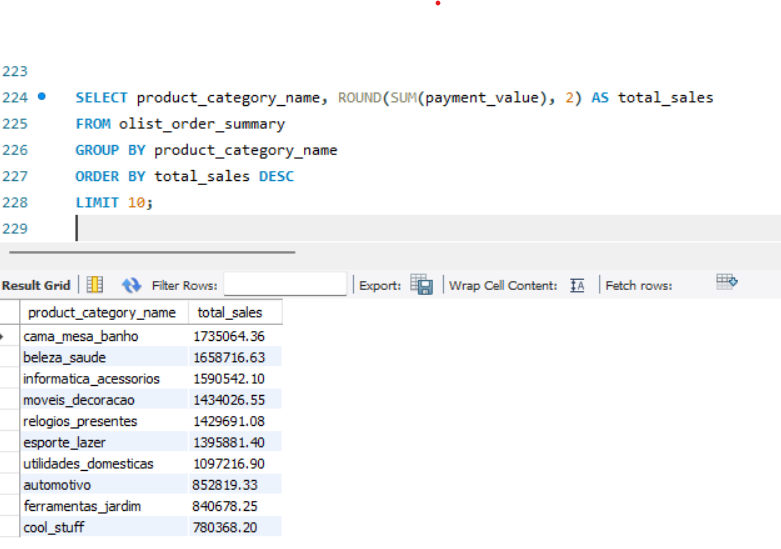 223
224 SELECT product_category_name, ROUND(SUM(payment_value), 2) AS total_sales
225 FROM olist_order_summary
226 GROUP BY product_category_name
227 ORDER BY total_sales DESC
228 LIMIT 10;
229
Result Grid Filter Rows: Export: Wrap Cell Content: Fetch rows:
product_category_name total_sales
cama_mesa_banho 1735064.36
beleza_saude 1658716.63
informatica_acessorios 1590542.10
moveis_decoracao 1434026.55
relogios_presentes 1429691.08
esporte_lazer 1395881.40
utilidades_domesticas 1097216.90
automotivo 852819.33
ferramentas_jardim 840678.25
cool_stuff 780368.20